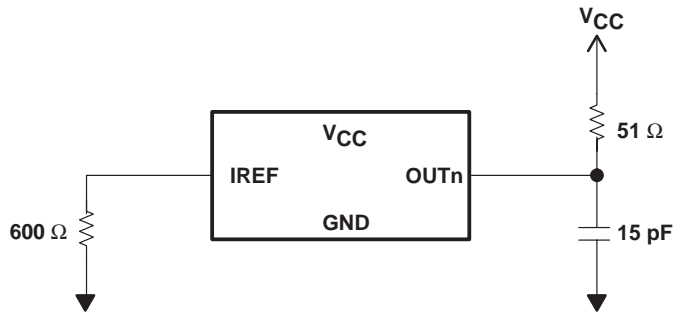 VCC
51 Ω
VCC
IREF
OUTn
GND
600 Ω
15 pF